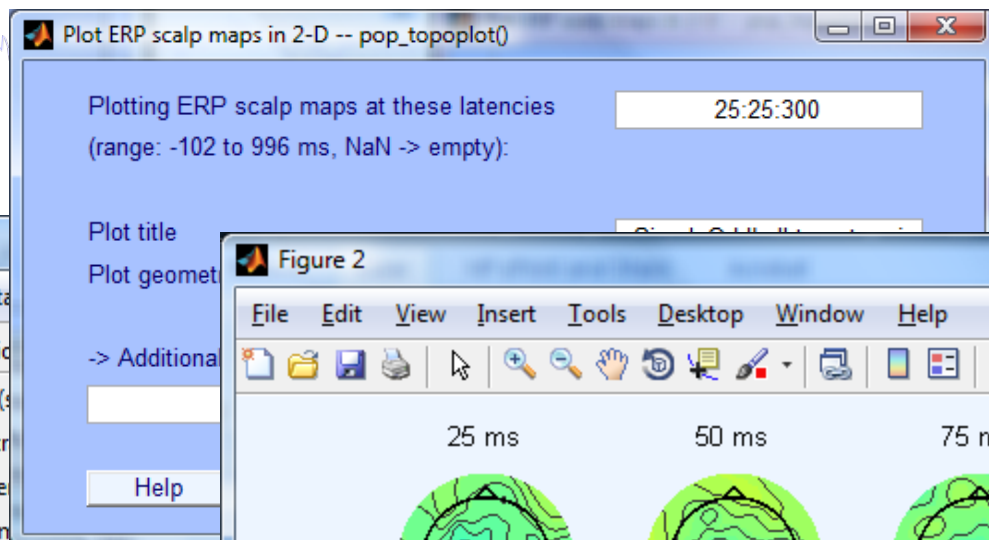 Plot ERP scalp maps in 2-D -- pop_topoplot()
Plotting ERP scalp maps at these latencies
25:25:300
(range: -102 to 996 ms, NaN -> empty):
Plot title
Plot geomet
-> Additional
Help
Figure 2
File Edit View Insert Tools Desktop Window Help
25 ms 50 ms 75